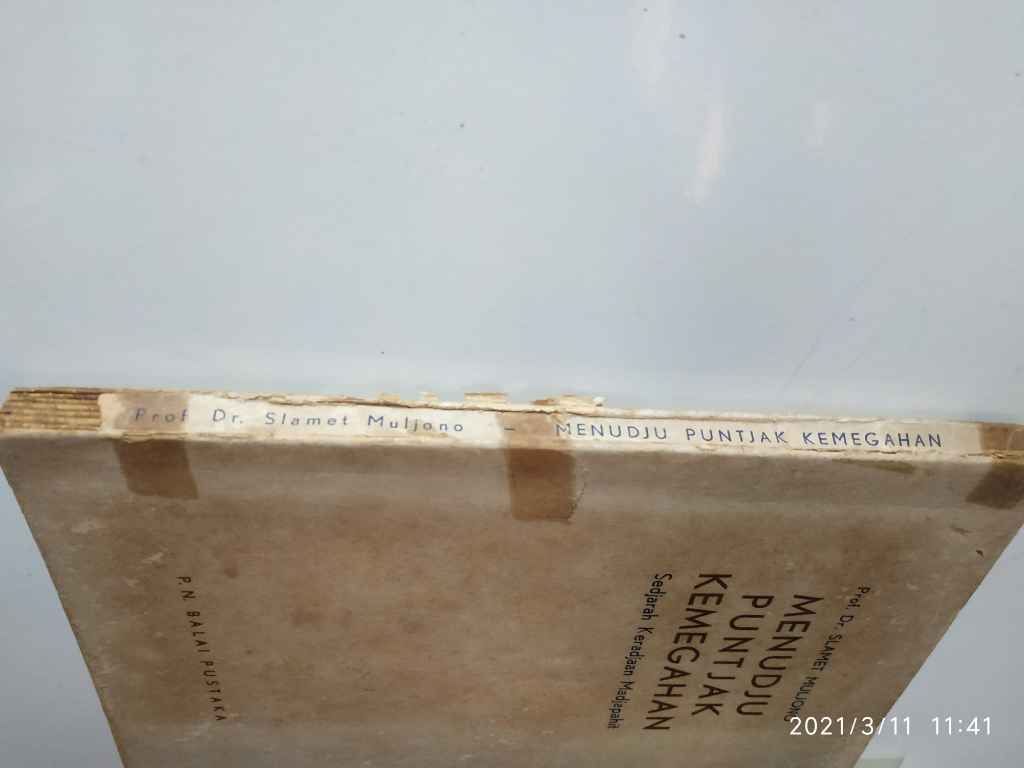 Prof Dr. Slamet Muljono – MENUDJU PUNTJAK KEMEGAHAN
Prof. Dr. SLAMET MULJONO
MENUDJU
PUNTJAK
KEMEGAHAN
Sedjarah Keradjaan Madjapahit
P.N. BALAI PUSTAKA
2021/3/11 11:41